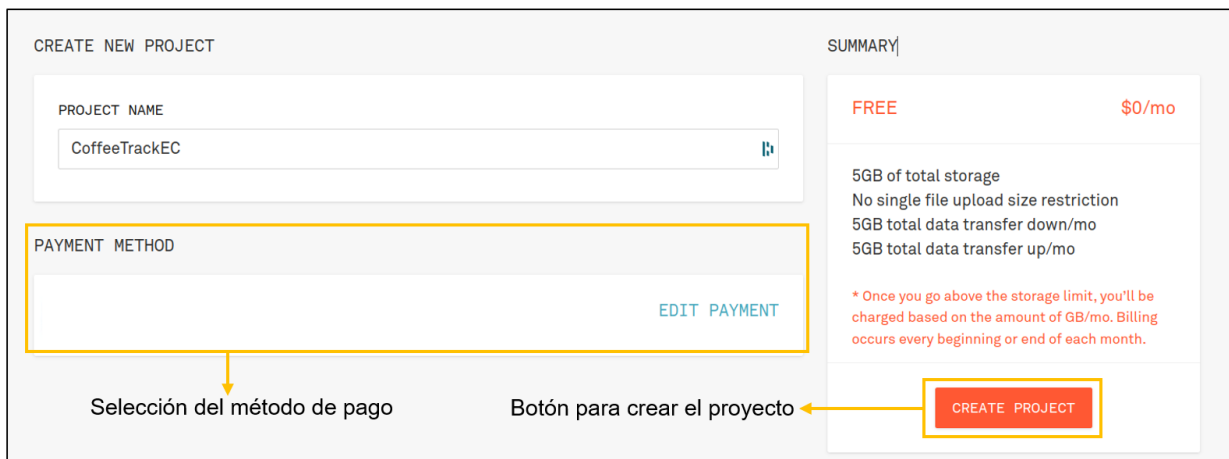 CREATE NEW PROJECT
PROJECT NAME
CoffeeTrackEC
PAYMENT METHOD
EDIT PAYMENT
Selección del método de pago
SUMMARY
FREE $0/mo
5GB of total storage
No single file upload size restriction
5GB total data transfer down/mo
5GB total data transfer up/mo
* Once you go above the storage limit, you'll be
charged based on the amount of GB/mo. Billing
occurs every beginning or end of each month.
Botón para crear el proyecto
CREATE PROJECT